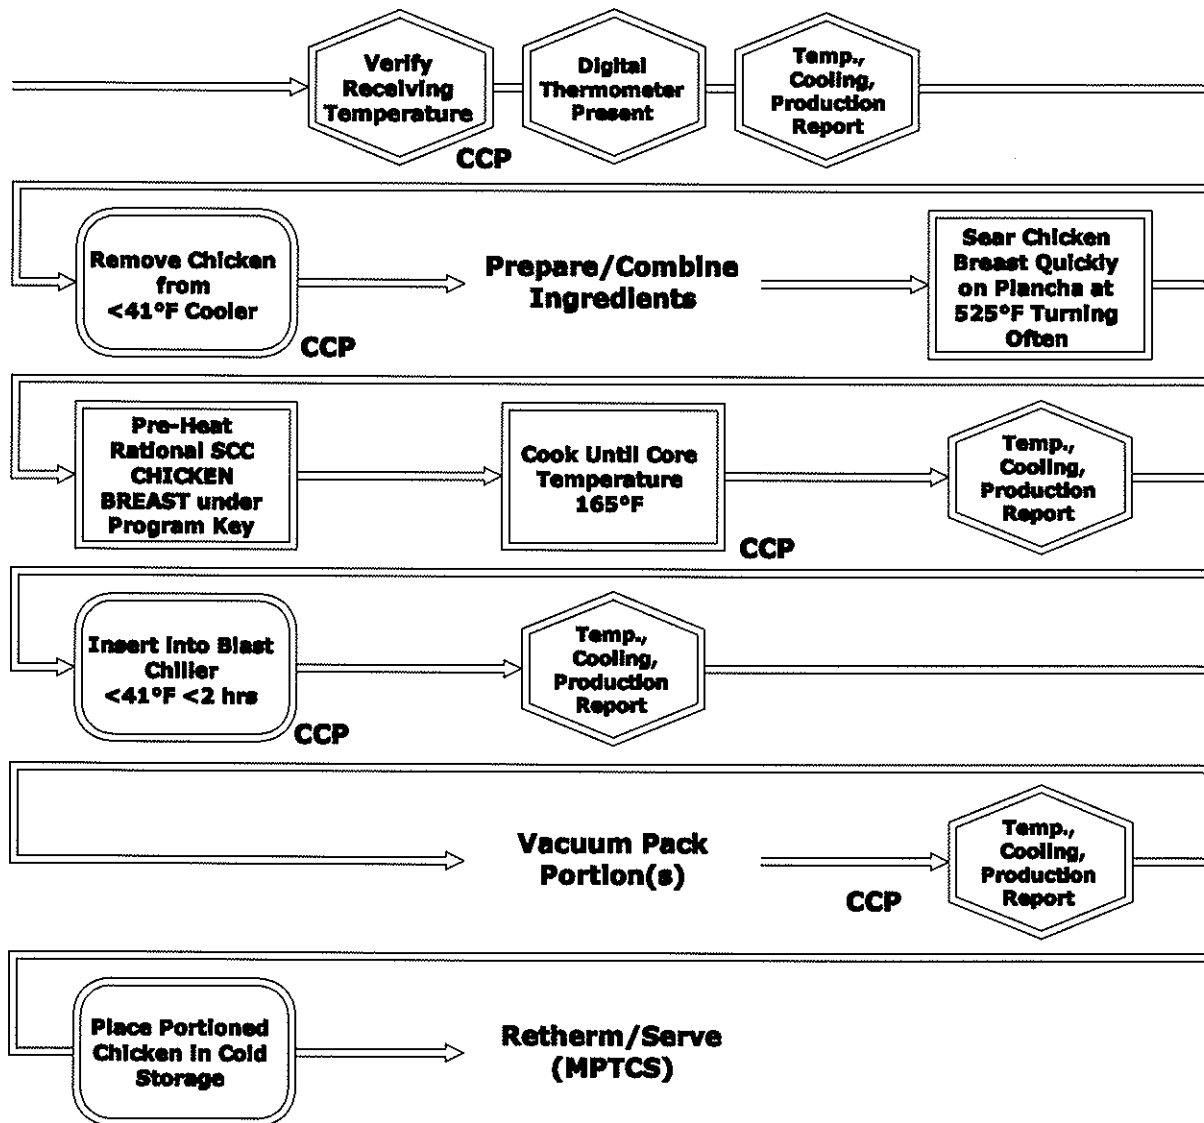 Verify
Receiving
Temperature
CCP
Digital
Thermometer
Present
Temp.,
Cooling,
Production
Report
Remove Chicken
from
<41°F Cooler
CCP
Prepare/Combine
Ingredients
Sear Chicken
Breast Quickly
on Plancha at
525°F Turning
Often
Pre-Heat
Rational SCC
CHICKEN
BREAST under
Program Key
Cook Until Core
Temperature
165°F
CCP
Temp.,
Cooling,
Production
Report
Insert into Blast
Chiller
<41°F <2 hrs
CCP
Temp.,
Cooling,
Production
Report
Vacuum Pack
Portion(s)
CCP
Temp.,
Cooling,
Production
Report
Place Portioned
Chicken in Cold
Storage
Retherm/Serve
(MPTCS)